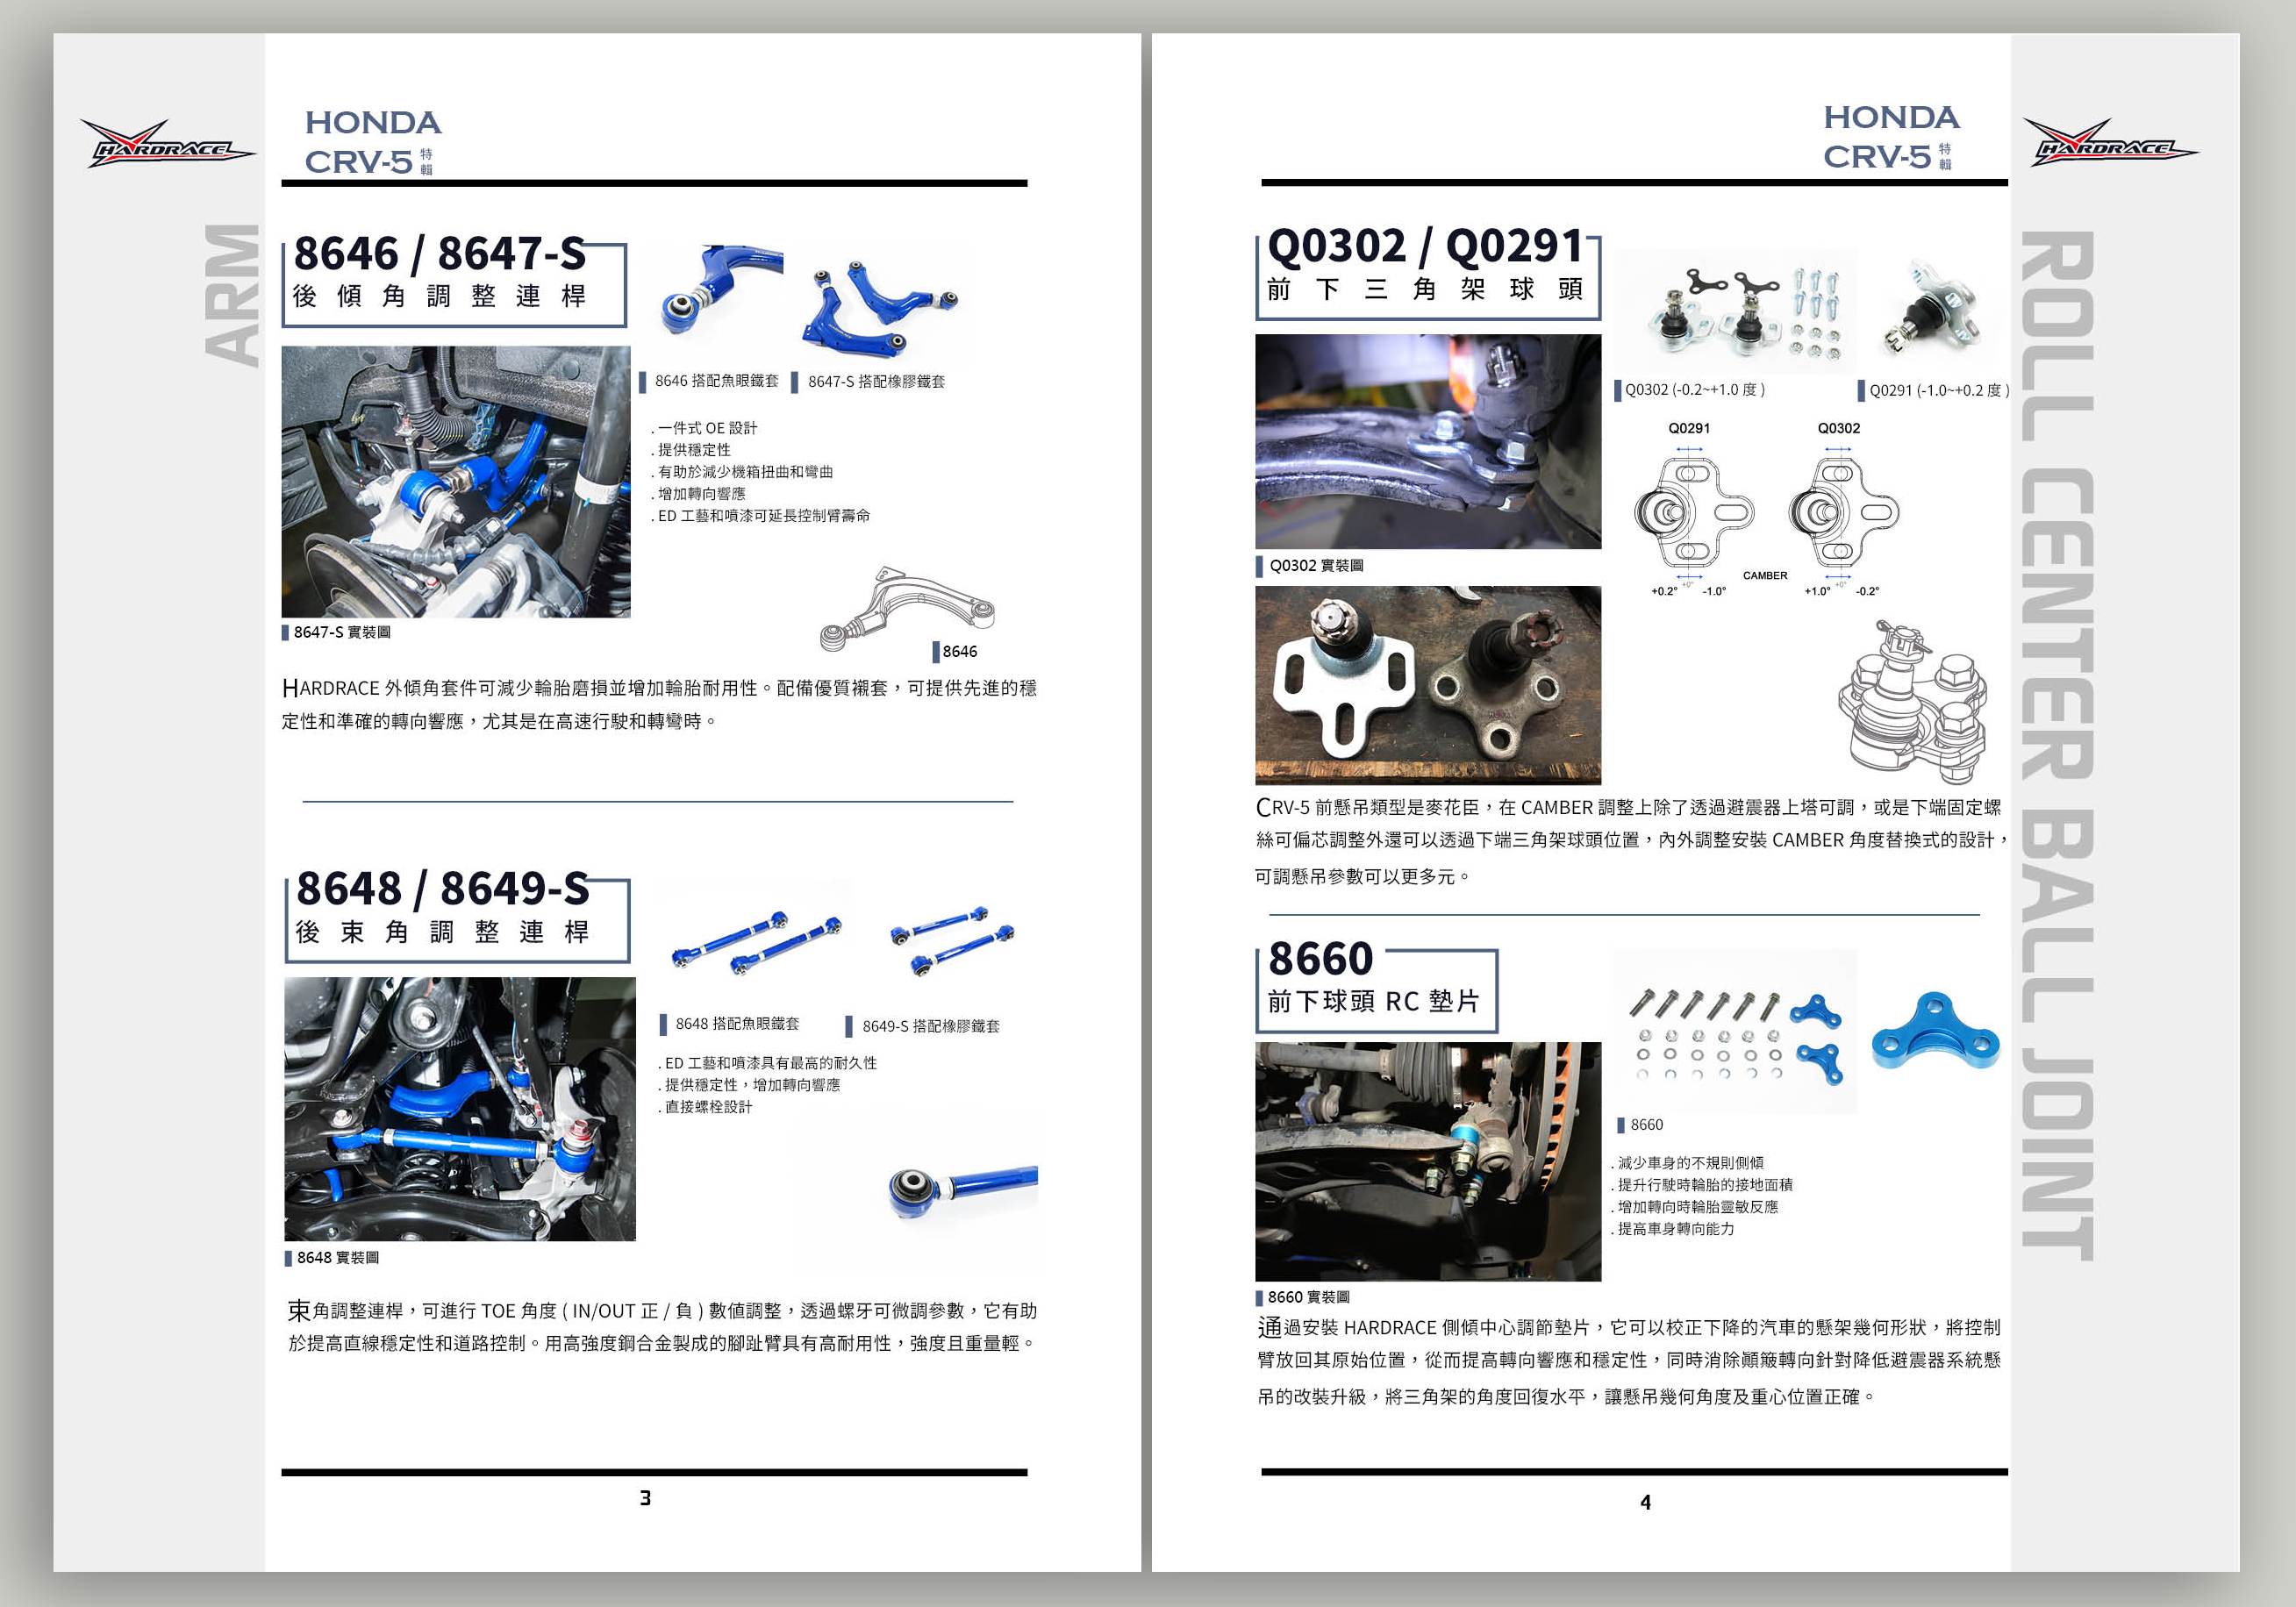 HARDRACE
HONDA
CRV-5 特輯
ARM
8646 / 8647-S
後傾角調整連桿
8646 搭配魚眼鐵套
8647-S 搭配橡膠鐵套
. 一件式 OE 設計
. 提供穩定性
. 有助於減少機箱扭曲和彎曲
. 增加轉向響應
. ED 工藝和噴漆可延長控制臂壽命
8647-S 實裝圖
8646
HARDRACE 外傾角套件可減少輪胎磨損並增加輪胎耐用性。配備優質襯套，可提供先進的穩
定性和準確的轉向響應，尤其是在高速行駛和轉彎時。
8648 / 8649-S
後束角調整連桿
8648 搭配魚眼鐵套
8649-S 搭配橡膠鐵套
. ED 工藝和噴漆具有最高的耐久性
. 提供穩定性，增加轉向響應
. 直接螺栓設計
8648 實裝圖
束角調整連桿，可進行 TOE 角度 ( IN/OUT 正 / 負 ) 數值調整，透過螺牙可微調參數，它有助
於提高直線穩定性和道路控制。用高強度鋼合金製成的腳趾臂具有高耐用性，強度且重量輕。
3
HONDA
CRV-5 特輯
HARDRACE
ROLL CENTER BALL JOINT
Q0302 / Q0291
前下三角架球頭
Q0302 (-0.2~+1.0 度 )
Q0291 (-1.0~+0.2 度 )
Q0291
Q0302
CAMBER
+0.2° +0° -1.0°
+1.0° +0° -0.2°
Q0302 實裝圖
CRV-5 前懸吊類型是麥花臣，在 CAMBER 調整上除了透過避震器上塔可調，或是下端固定螺
絲可偏芯調整外還可以透過下端三角架球頭位置，內外調整安裝 CAMBER 角度替換式的設計，
可調懸吊參數可以更多元。
8660
前下球頭 RC 墊片
8660
. 減少車身的不規則側傾
. 提升行駛時輪胎的接地面積
. 增加轉向時輪胎靈敏反應
. 提高車身轉向能力
8660 實裝圖
通過安裝 HARDRACE 側傾中心調節墊片，它可以校正下降的汽車的懸架幾何形狀，將控制
臂放回其原始位置，從而提高轉向響應和穩定性，同時消除顛簸轉向針對降低避震器系統懸
吊的改裝升級，將三角架的角度回復水平，讓懸吊幾何角度及重心位置正確。
4